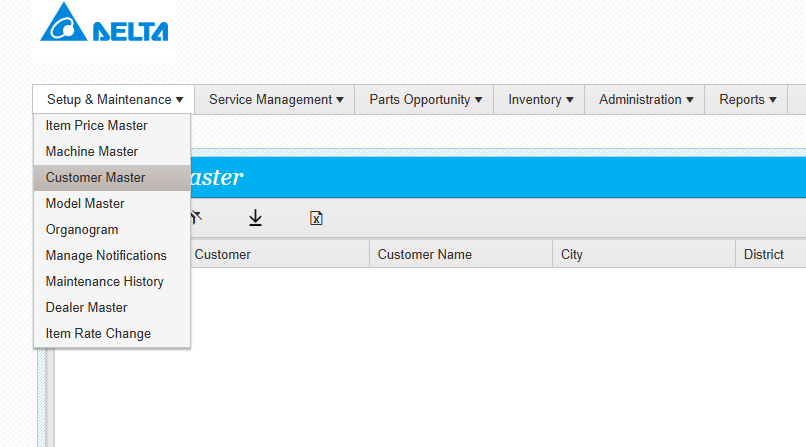 DELTA
Setup & Maintenance Service Management Parts Opportunity Inventory Administration Reports
Item Price Master
Machine Master
Customer Master
Model Master
Organogram
Manage Notifications
Maintenance History
Dealer Master
Item Rate Change
aster
X
Customer Customer Name City District